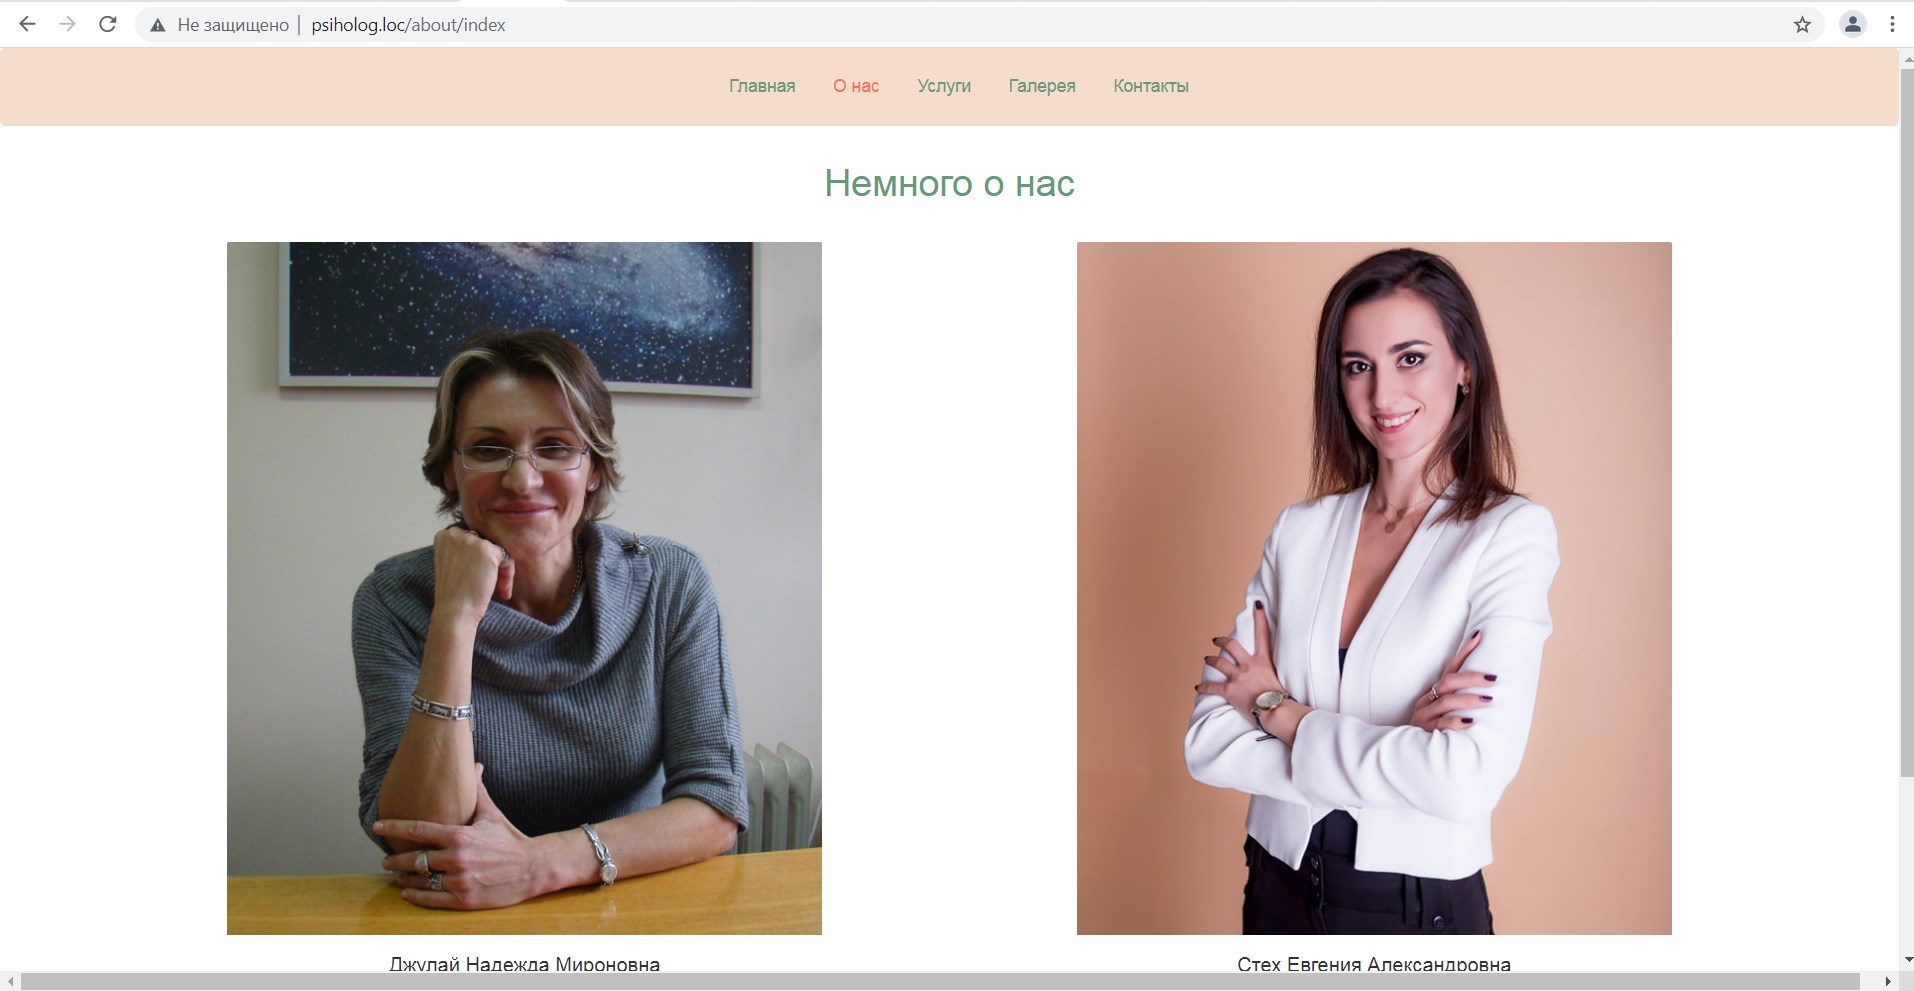 Не защищено | psiholog.loc/about/index
Главная О нас Услуги Галерея Контакты
Немного о нас
Джулай Надежда Мироновна
Стех Евгения Александровна